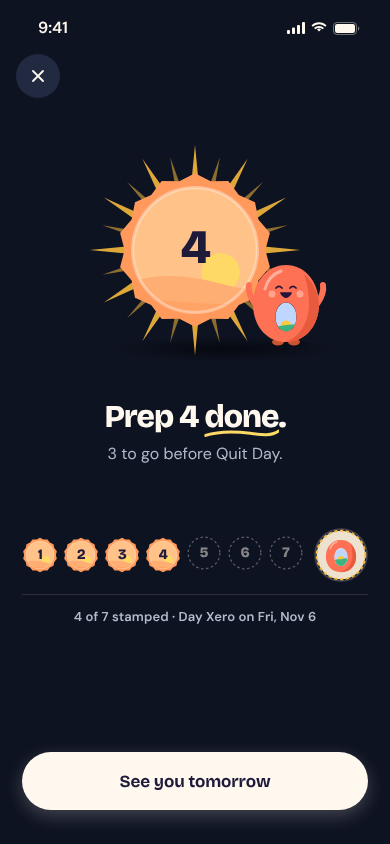 9:41
4
Prep 4 done.
3 to go before Quit Day.
1 2 3 4 5 6 7
4 of 7 stamped · Day Xero on Fri, Nov 6
See you tomorrow